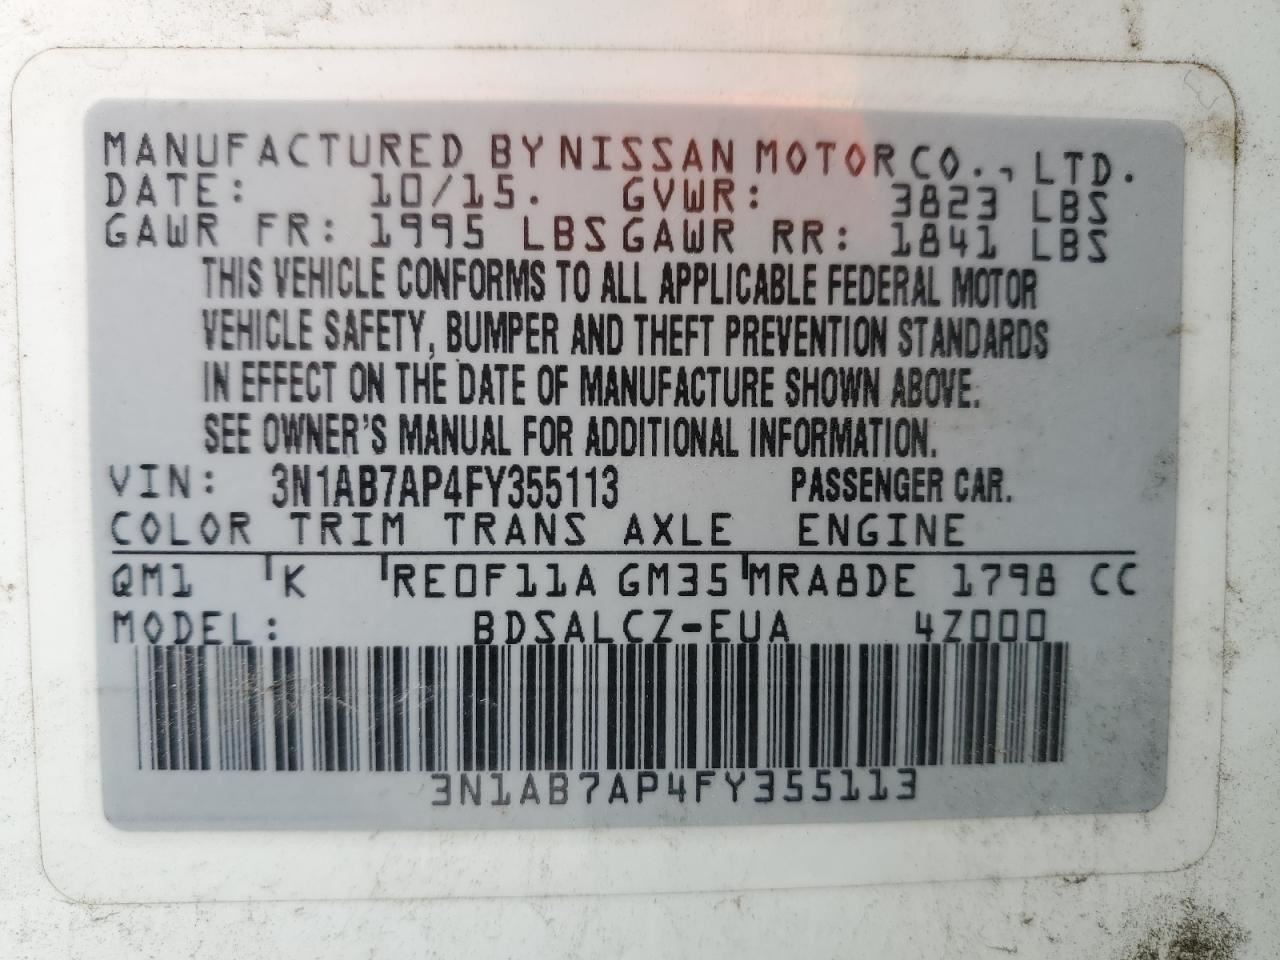 MANUFACTURED BY NISSAN MOTOR CO., LTD.
DATE: 10/15. GVWR: 3823 LBS
GAWR FR: 1995 LBS GAWR RR: 1841 LBS
THIS VEHICLE CONFORMS TO ALL APPLICABLE FEDERAL MOTOR
VEHICLE SAFETY, BUMPER AND THEFT PREVENTION STANDARDS
IN EFFECT ON THE DATE OF MANUFACTURE SHOWN ABOVE.
SEE OWNER'S MANUAL FOR ADDITIONAL INFORMATION.
VIN: 3N1AB7AP4FY355113 PASSENGER CAR.
COLOR TRIM TRANS AXLE ENGINE
QM1 K RE0F11A GM35 MRA8DE 1798 CC
MODEL: BDSALCZ-EUA 4Z000
3N1AB7AP4FY355113